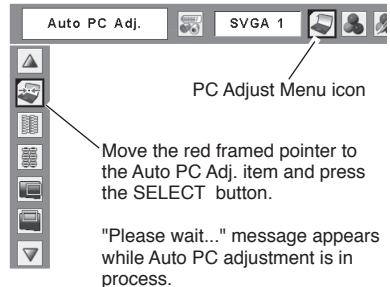 Auto PC Adj.
SVGA 1
PC Adjust Menu icon
Move the red framed pointer to
the Auto PC Adj. item and press
the SELECT button.
"Please wait..." message appears
while Auto PC adjustment is in
process.